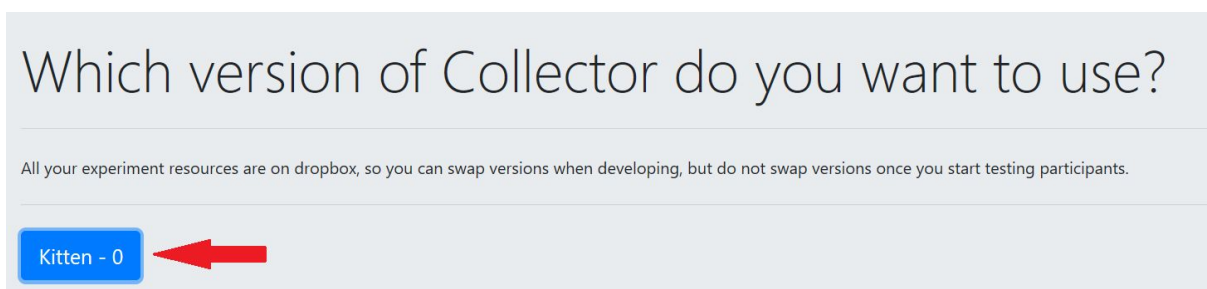 Which version of Collector do you want to use?
All your experiment resources are on dropbox, so you can swap versions when developing, but do not swap versions once you start testing participants.
Kitten - 0